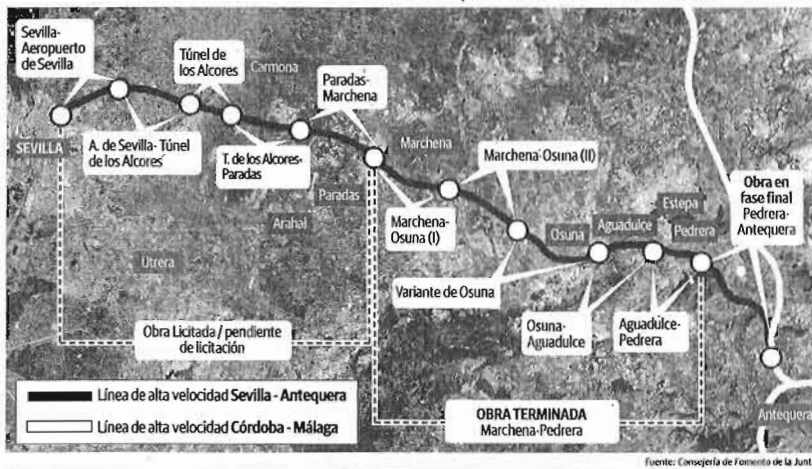 Sevilla-
Aeropuerto
de Sevilla
Túnel de
los Alcores
Carmona
Paradas-
Marchena
SEVILLA
A. de Sevilla- Túnel
de los Alcores
T. de los Alcores-
Paradas
Marchena
Marchena-Osuna (II)
Paradas
Arahal
Marchena-
Osuna (I)
Utrera
Osuna
Aguadulce
Estepa
Pedrera
Obra en
fase final
Pedrera-
Antequera
Variante de Osuna
Osuna-
Aguadulce
Aguadulce-
Pedrera
Obra Licitada / pendiente
de licitación
Línea de alta velocidad Sevilla - Antequera
Línea de alta velocidad Córdoba - Málaga
OBRA TERMINADA
Marchena-Pedrera
Antequera
Fuente: Consejería de Fomento de la Junt